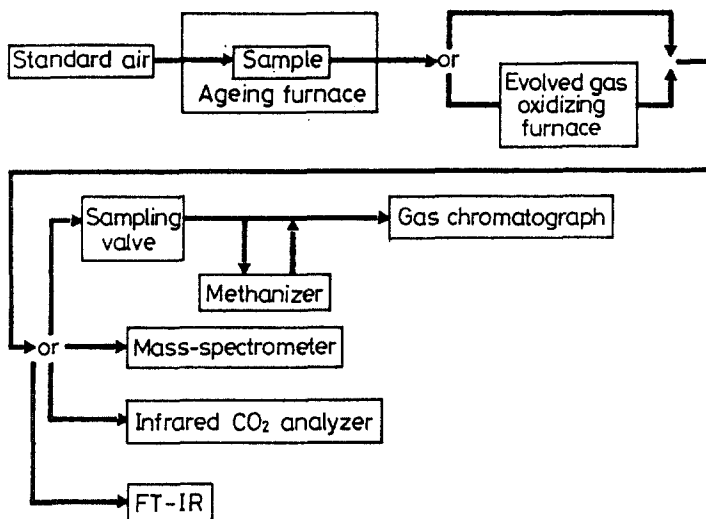 Standard air
Sample
Ageing furnace
or
Evolved gas
oxidizing
furnace
Sampling
valve
Gas chromatograph
Methanizer
or
Mass-spectrometer
Infrared CO₂ analyzer
FT-IR